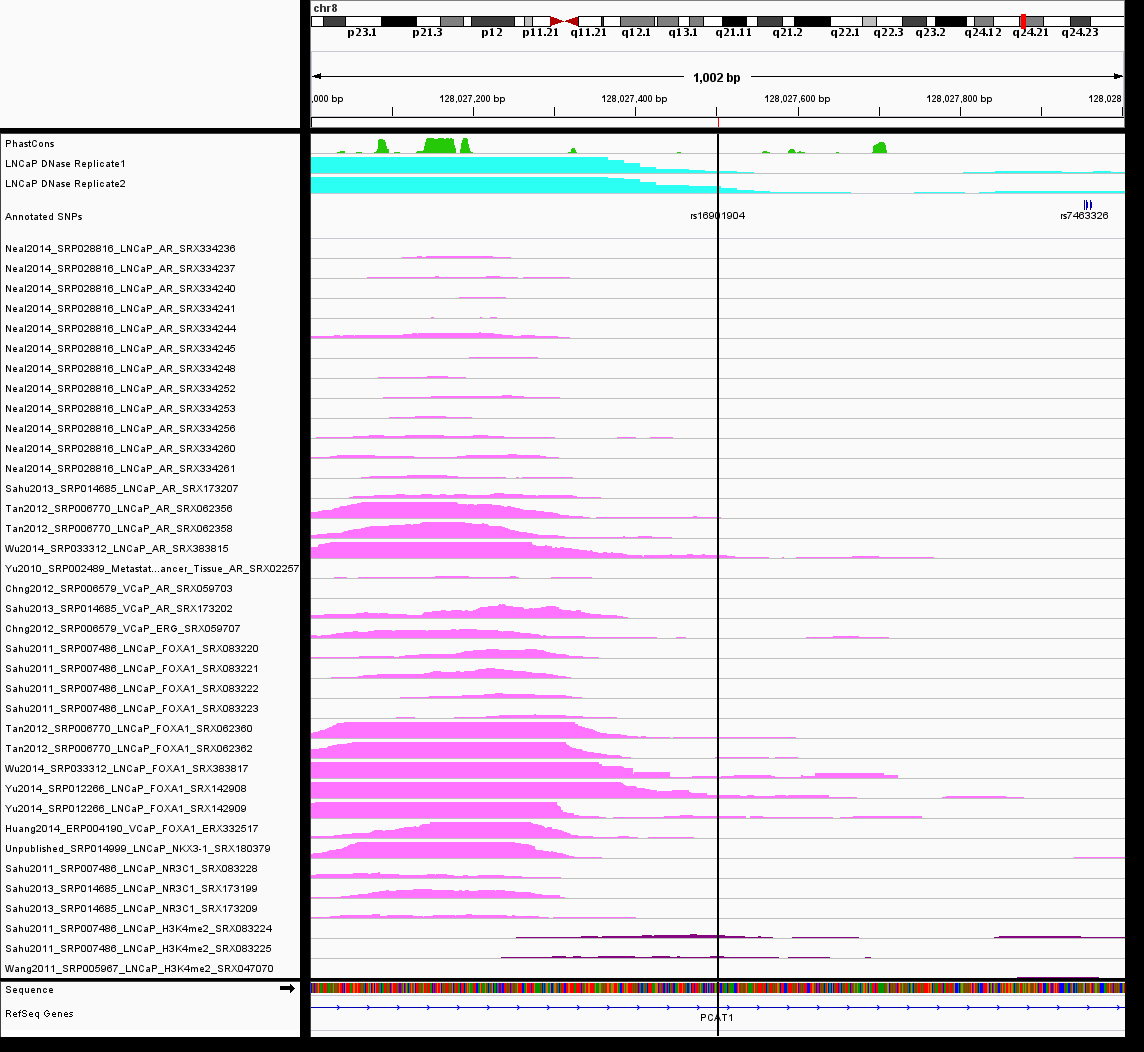 chr8
p23.1 p21.3 p12 p11.21 q11.21 q12.1 q13.1 q21.11 q21.2 q22.1 q22.3 q23.2 q24.12 q24.21 q24.23
1,002 bp
,000 bp 128,027,200 bp 128,027,400 bp 128,027,600 bp 128,027,800 bp 128,028
PhastCons
LNCaP DNase Replicate1
LNCaP DNase Replicate2
Annotated SNPs rs16901904 rs7463326
Neal2014_SRP028816_LNCaP_AR_SRX334236
Neal2014_SRP028816_LNCaP_AR_SRX334237
Neal2014_SRP028816_LNCaP_AR_SRX334240
Neal2014_SRP028816_LNCaP_AR_SRX334241
Neal2014_SRP028816_LNCaP_AR_SRX334244
Neal2014_SRP028816_LNCaP_AR_SRX334245
Neal2014_SRP028816_LNCaP_AR_SRX334248
Neal2014_SRP028816_LNCaP_AR_SRX334252
Neal2014_SRP028816_LNCaP_AR_SRX334253
Neal2014_SRP028816_LNCaP_AR_SRX334256
Neal2014_SRP028816_LNCaP_AR_SRX334260
Neal2014_SRP028816_LNCaP_AR_SRX334261
Sahu2013_SRP014685_LNCaP_AR_SRX173207
Tan2012_SRP006770_LNCaP_AR_SRX062356
Tan2012_SRP006770_LNCaP_AR_SRX062358
Wu2014_SRP033312_LNCaP_AR_SRX383815
Yu2010_SRP002489_Metastat...ancer_Tissue_AR_SRX02257
Chng2012_SRP006579_VCaP_AR_SRX059703
Sahu2013_SRP014685_VCaP_AR_SRX173202
Chng2012_SRP006579_VCaP_ERG_SRX059707
Sahu2011_SRP007486_LNCaP_FOXA1_SRX083220
Sahu2011_SRP007486_LNCaP_FOXA1_SRX083221
Sahu2011_SRP007486_LNCaP_FOXA1_SRX083222
Sahu2011_SRP007486_LNCaP_FOXA1_SRX083223
Tan2012_SRP006770_LNCaP_FOXA1_SRX062360
Tan2012_SRP006770_LNCaP_FOXA1_SRX062362
Wu2014_SRP033312_LNCaP_FOXA1_SRX383817
Yu2014_SRP012266_LNCaP_FOXA1_SRX142908
Yu2014_SRP012266_LNCaP_FOXA1_SRX142909
Huang2014_ERP004190_VCaP_FOXA1_ERX332517
Unpublished_SRP014999_LNCaP_NKX3-1_SRX180379
Sahu2011_SRP007486_LNCaP_NR3C1_SRX083228
Sahu2013_SRP014685_LNCaP_NR3C1_SRX173199
Sahu2013_SRP014685_LNCaP_NR3C1_SRX173209
Sahu2011_SRP007486_LNCaP_H3K4me2_SRX083224
Sahu2011_SRP007486_LNCaP_H3K4me2_SRX083225
Wang2011_SRP005967_LNCaP_H3K4me2_SRX047070
Sequence
RefSeq Genes PCAT1